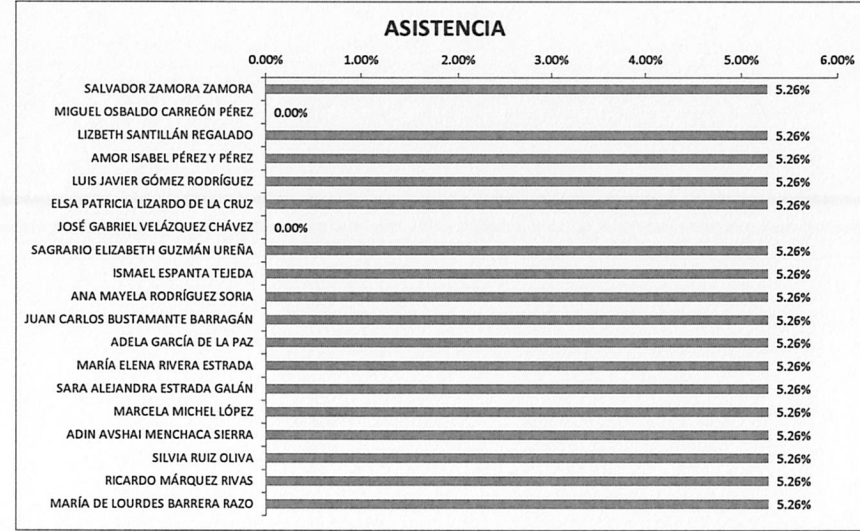 ASISTENCIA
0.00% 1.00% 2.00% 3.00% 4.00% 5.00% 6.00%
SALVADOR ZAMORA ZAMORA 5.26%
MIGUEL OSBALDO CARREÓN PÉREZ 0.00%
LIZBETH SANTILLÁN REGALADO 5.26%
AMOR ISABEL PÉREZ Y PÉREZ 5.26%
LUIS JAVIER GÓMEZ RODRÍGUEZ 5.26%
ELSA PATRICIA LIZARDO DE LA CRUZ 5.26%
JOSÉ GABRIEL VELÁZQUEZ CHÁVEZ 0.00%
SAGRARIO ELIZABETH GUZMÁN UREÑA 5.26%
ISMAEL ESPANTA TEJEDA 5.26%
ANA MAYELA RODRÍGUEZ SORIA 5.26%
JUAN CARLOS BUSTAMANTE BARRAGÁN 5.26%
ADELA GARCÍA DE LA PAZ 5.26%
MARÍA ELENA RIVERA ESTRADA 5.26%
SARA ALEJANDRA ESTRADA GALÁN 5.26%
MARCELA MICHEL LÓPEZ 5.26%
ADIN AVSHAI MENCHACA SIERRA 5.26%
SILVIA RUIZ OLIVA 5.26%
RICARDO MÁRQUEZ RIVAS 5.26%
MARÍA DE LOURDES BARRERA RAZO 5.26%